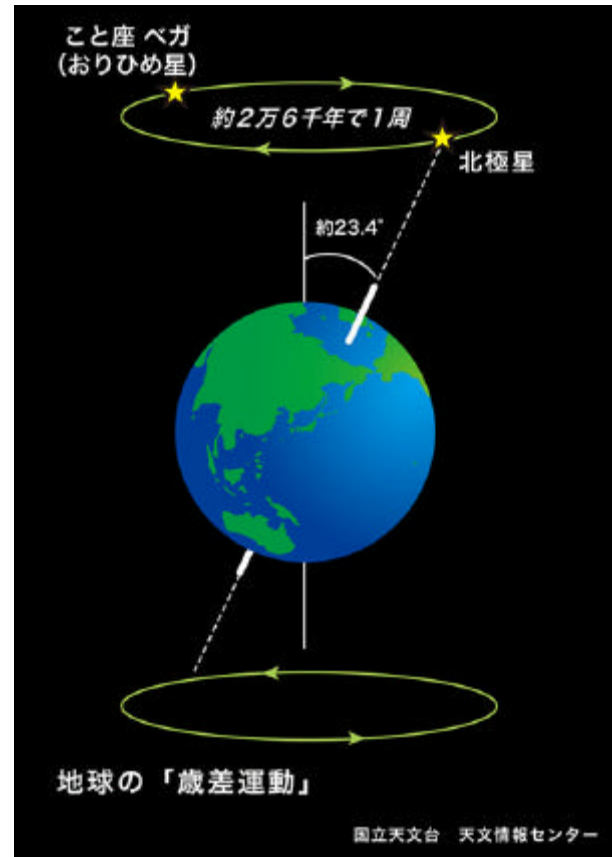 こと座 ベガ
(おりひめ星)
約2万6千年で1周
北極星
約23.4°
地球の「歳差運動」
国立天文台 天文情報センター